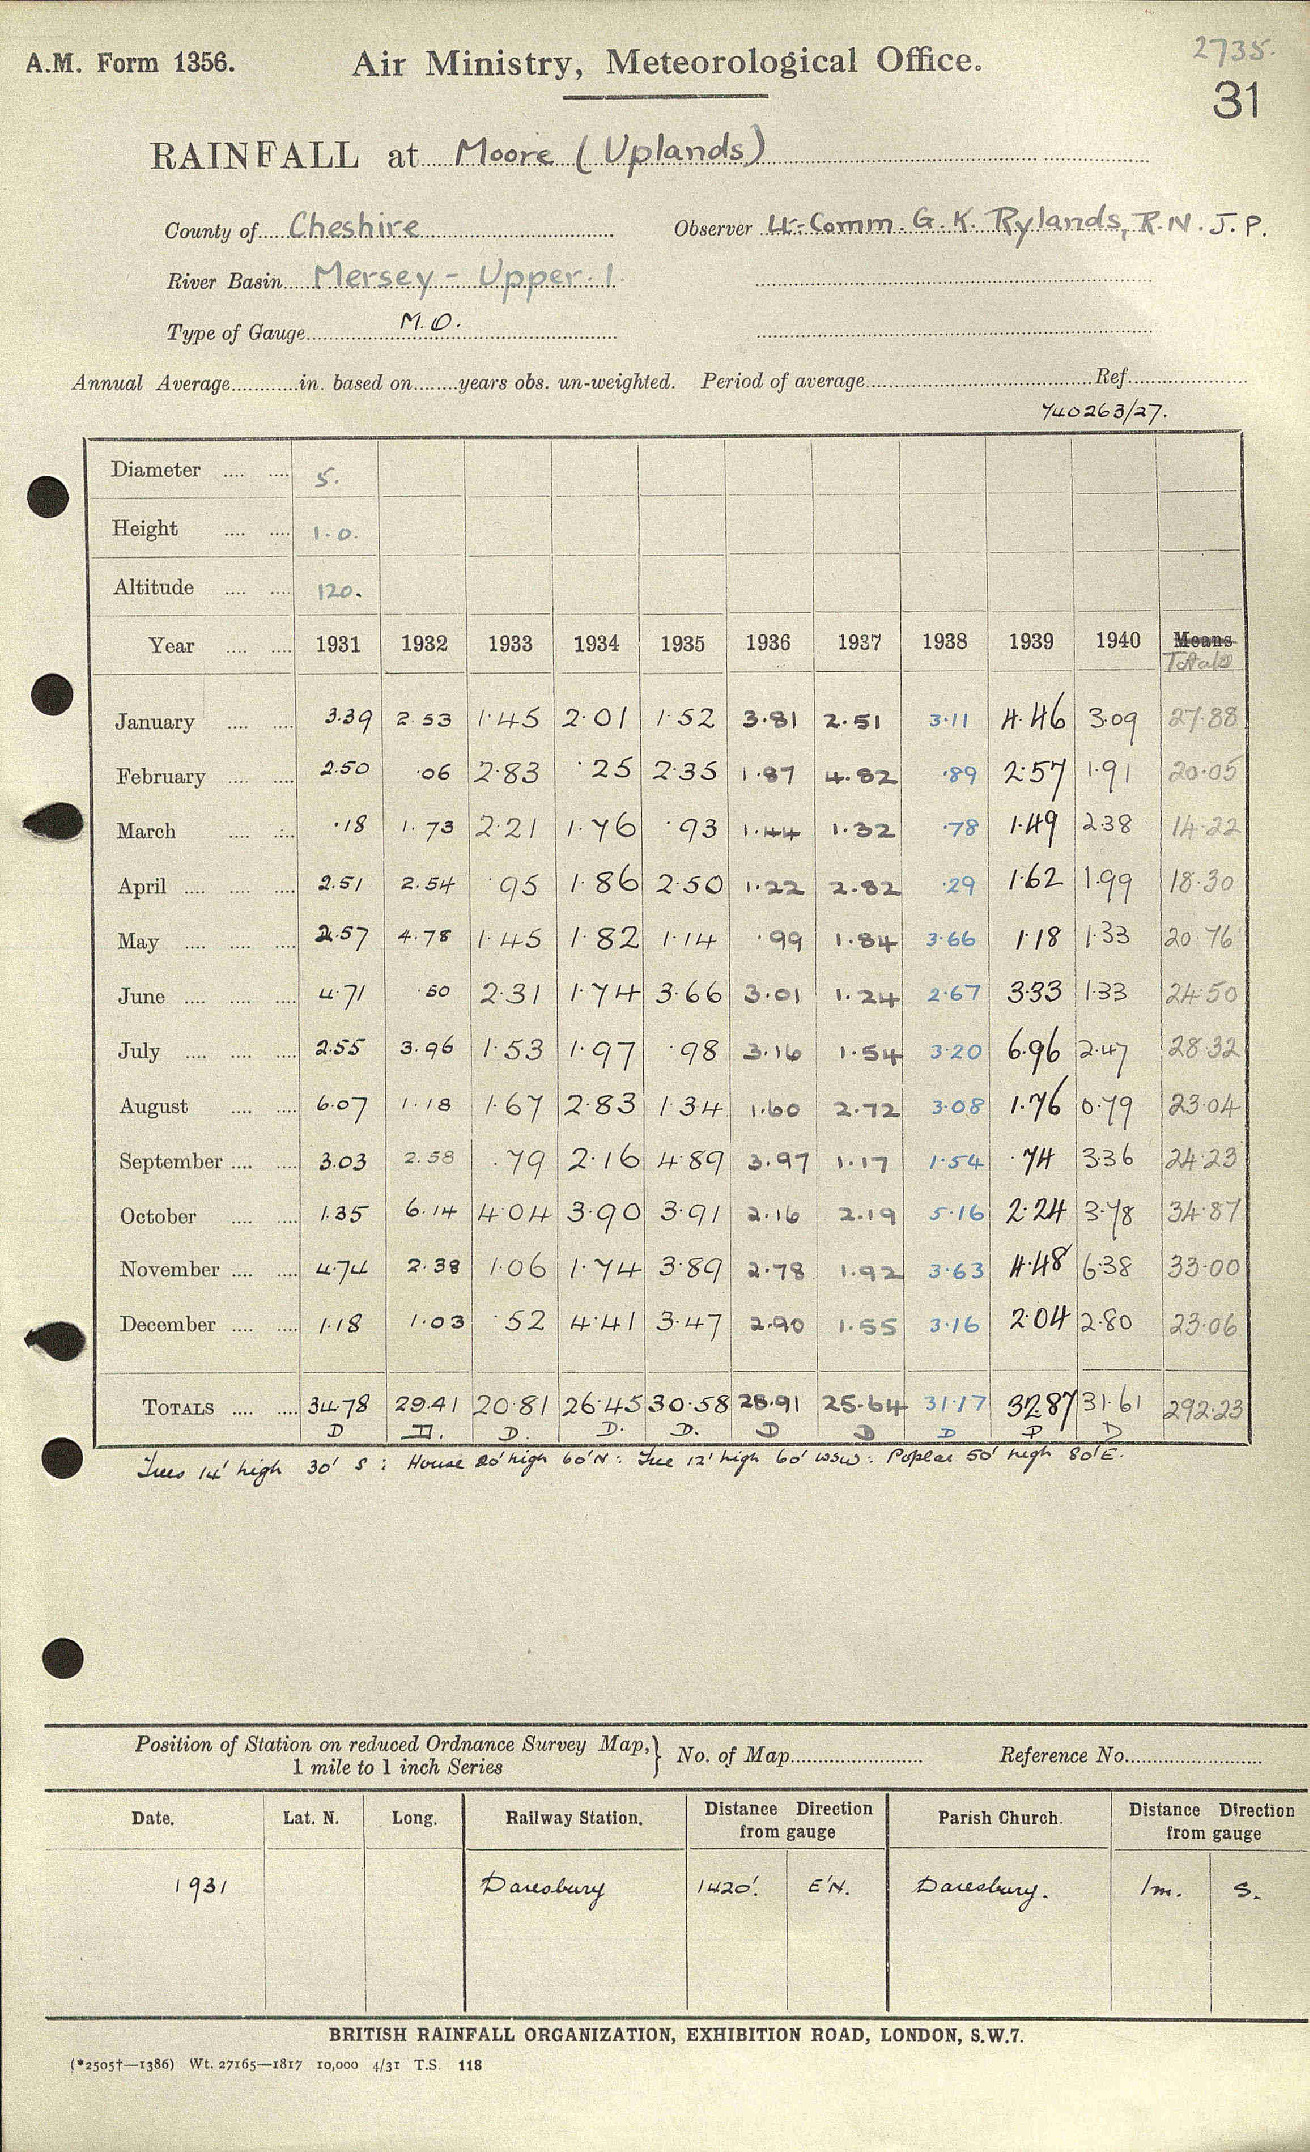 2735.
A.M. Form 1356. Air Ministry, Meteorological Office. 31
RAINFALL at Moore (Uplands)
County of Cheshire Observer Lt-Comm. G. K. Rylands, R.N. J.P.
River Basin Mersey - Upper. 1
Type of Gauge M.O.
Annual Average in. based on years obs. un-weighted. Period of average Ref
740263/27.
Diameter 5.
Height 1.0.
Altitude 120.
Year 1931 1932 1933 1934 1935 1936 1937 1938 1939 1940 Means Totals
January 3.39 2.53 1.45 2.01 1.52 3.81 2.51 3.11 4.46 3.09 27.88
February 2.50 .06 2.83 .25 2.35 1.87 4.82 .89 2.57 1.91 20.05
March .18 1.73 2.21 1.76 .93 1.44 1.32 .78 1.49 2.38 14.22
April 2.51 2.54 .95 1.86 2.50 1.22 2.82 .29 1.62 1.99 18.30
May 2.57 4.78 1.45 1.82 1.14 .99 1.84 3.66 1.18 1.33 20.76
June 4.71 .50 2.31 1.74 3.66 3.01 1.24 2.67 3.33 1.33 24.50
July 2.55 3.96 1.53 1.97 .98 3.16 1.54 3.20 6.96 2.47 28.32
August 6.07 1.18 1.67 2.83 1.34 1.60 2.72 3.08 1.76 0.79 23.04
September 3.03 2.58 .79 2.16 4.89 3.97 1.17 1.54 .74 3.36 24.23
October 1.35 6.14 4.04 3.90 3.91 2.16 2.19 5.16 2.24 3.78 34.87
November 4.74 2.38 1.06 1.74 3.89 2.78 1.92 3.63 4.48 6.38 33.00
December 1.18 1.03 .52 4.41 3.47 2.90 1.55 3.16 2.04 2.80 23.06
TOTALS 34.78 29.41 20.81 26.45 30.58 28.91 25.64 31.17 32.87 31.61 292.23
D D. D. D. D. D D D D D
Trees 14' high 30' S : House 20' high 60' N : Tree 12' high 60' WSW : Poplar 50' high 80' E.
Position of Station on reduced Ordnance Survey Map, } No. of Map Reference No.
1 mile to 1 inch Series
Date. Lat. N. Long. Railway Station. Distance Direction from gauge Parish Church. Distance Direction from gauge
1931 Daresbury 1420'. E'N. Daresbury. 1m. S.
BRITISH RAINFALL ORGANIZATION, EXHIBITION ROAD, LONDON, S.W.7.
(*2505†—1386) Wt. 27165—1817 10,000 4/31 T.S. 118